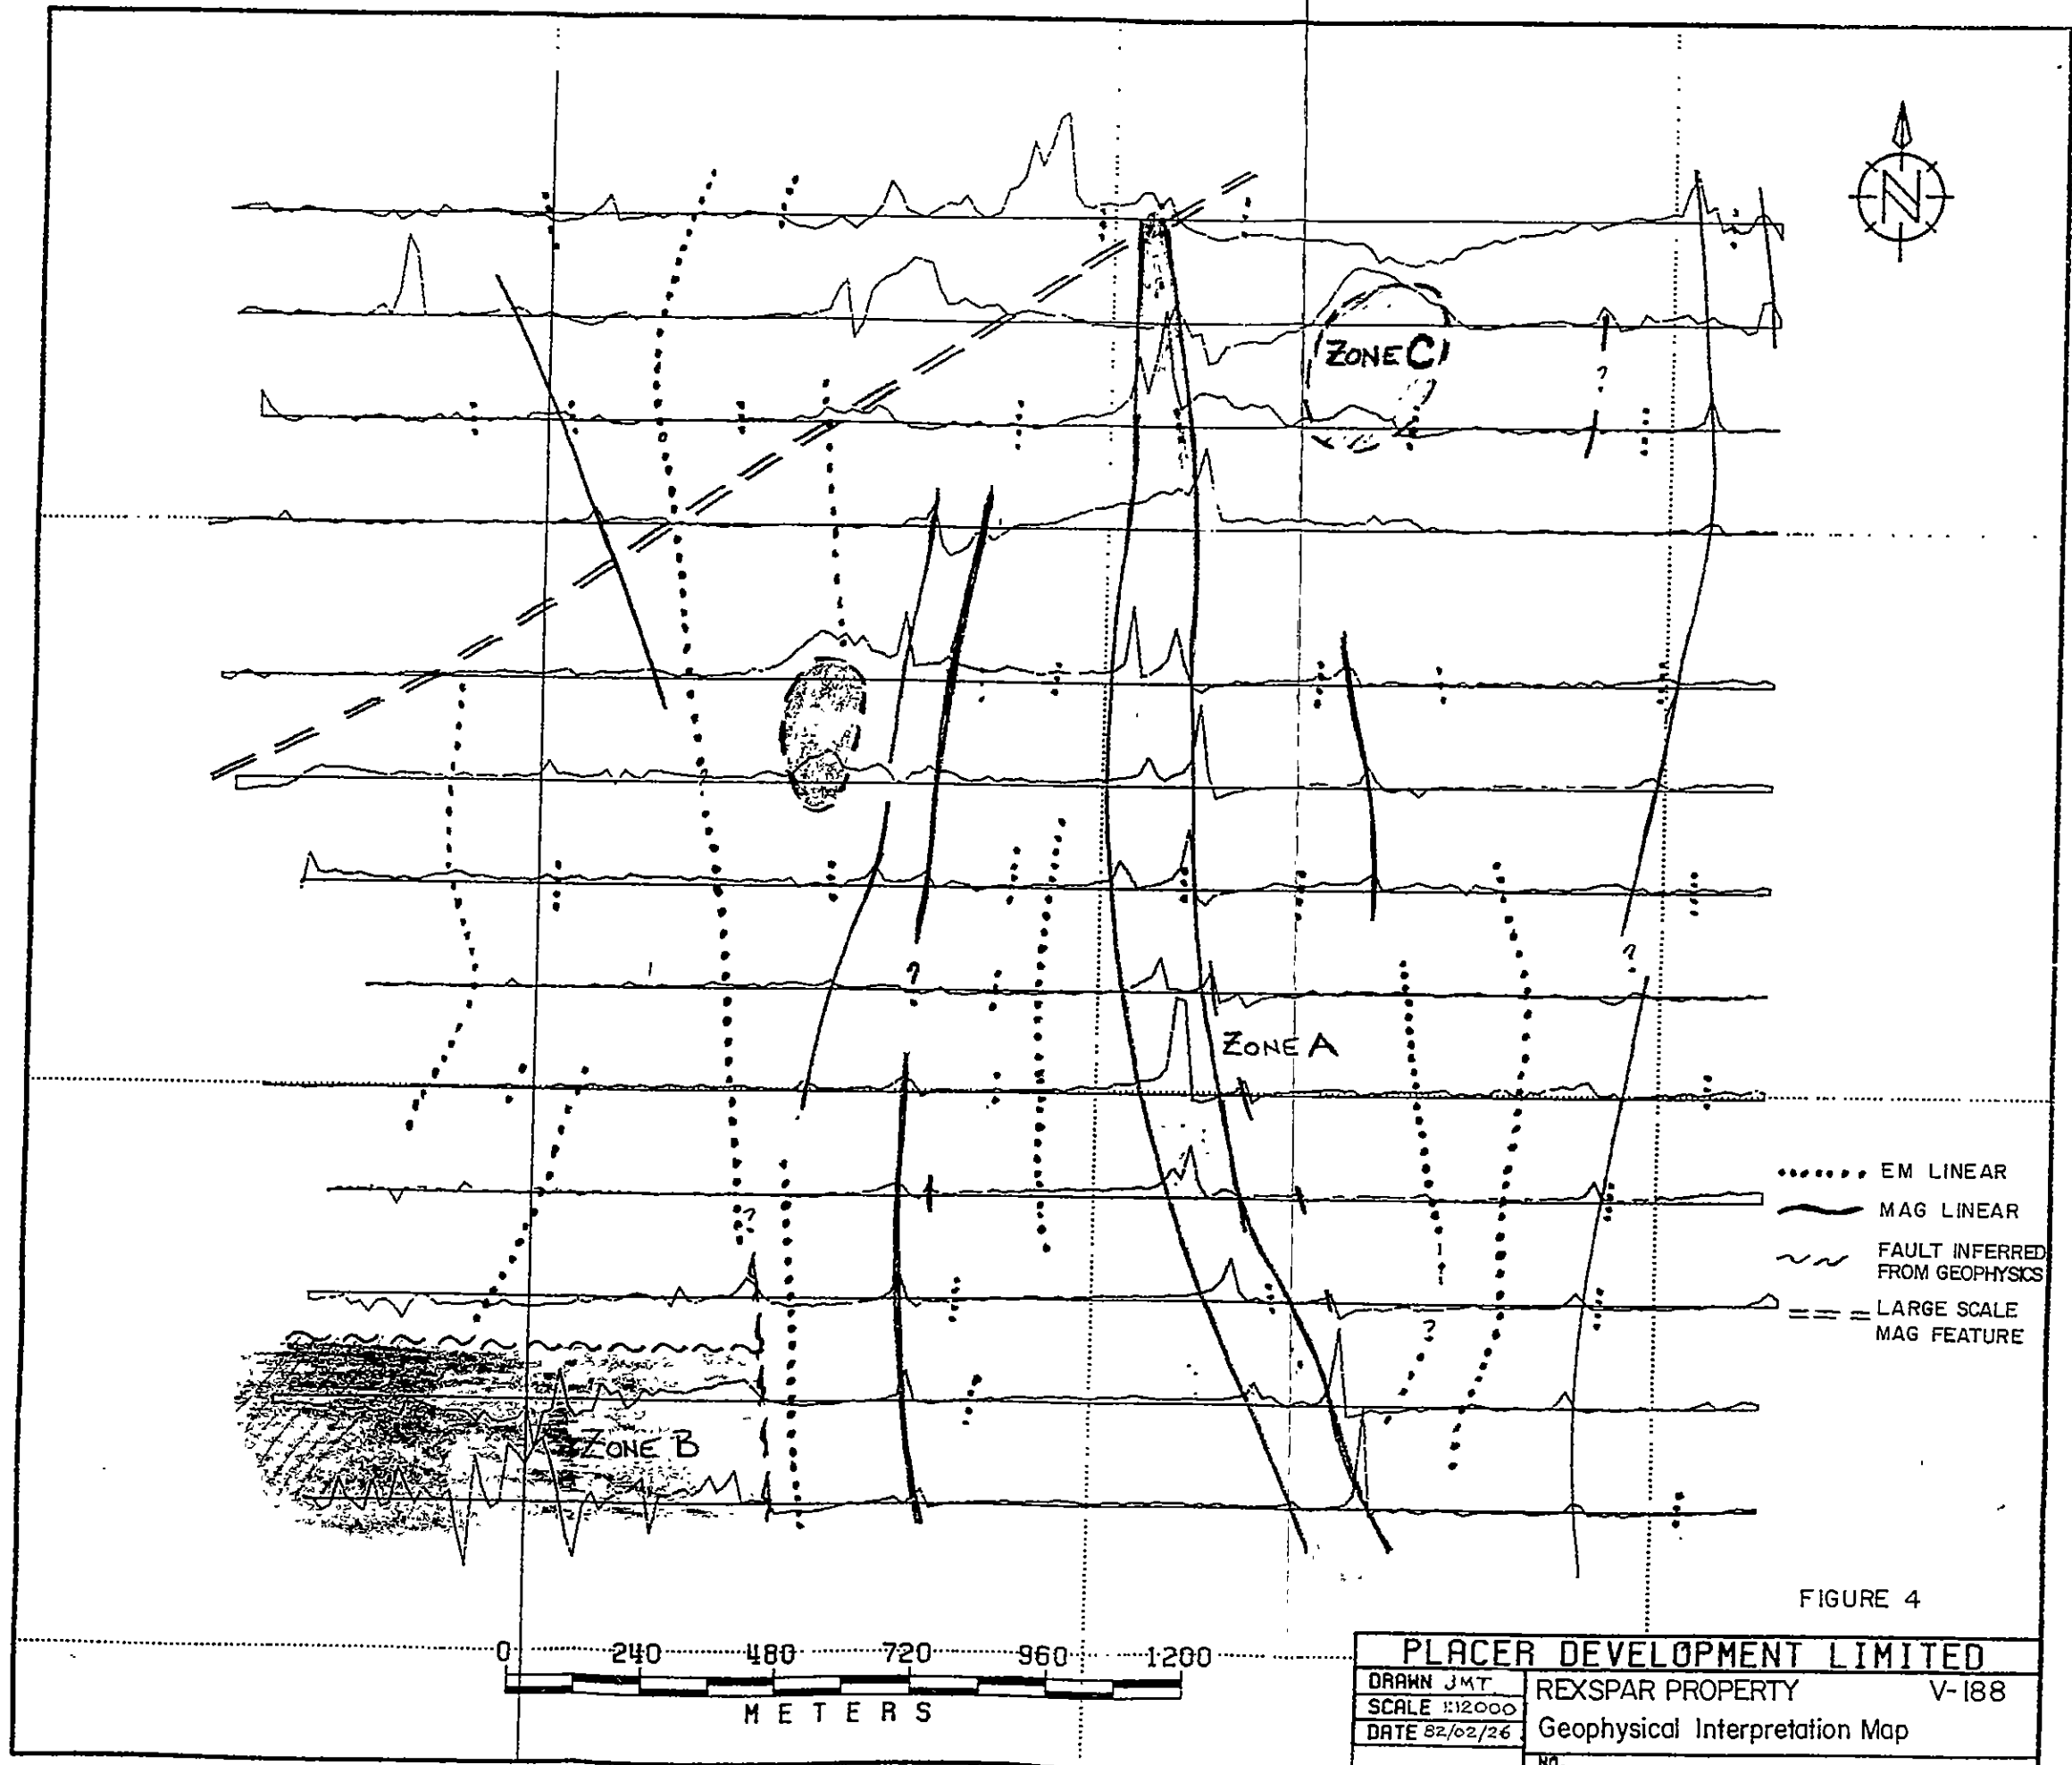 N
ZONE C
?
?
?
ZONE A
?
?
ZONE B
EM LINEAR
MAG LINEAR
FAULT INFERRED
FROM GEOPHYSICS
LARGE SCALE
MAG FEATURE
FIGURE 4
0 240 480 720 960 1200
METERS
PLACER DEVELOPMENT LIMITED
DRAWN JMT
SCALE 1:12000
DATE 82/02/26
REXSPAR PROPERTY V-188
Geophysical Interpretation Map
NO.